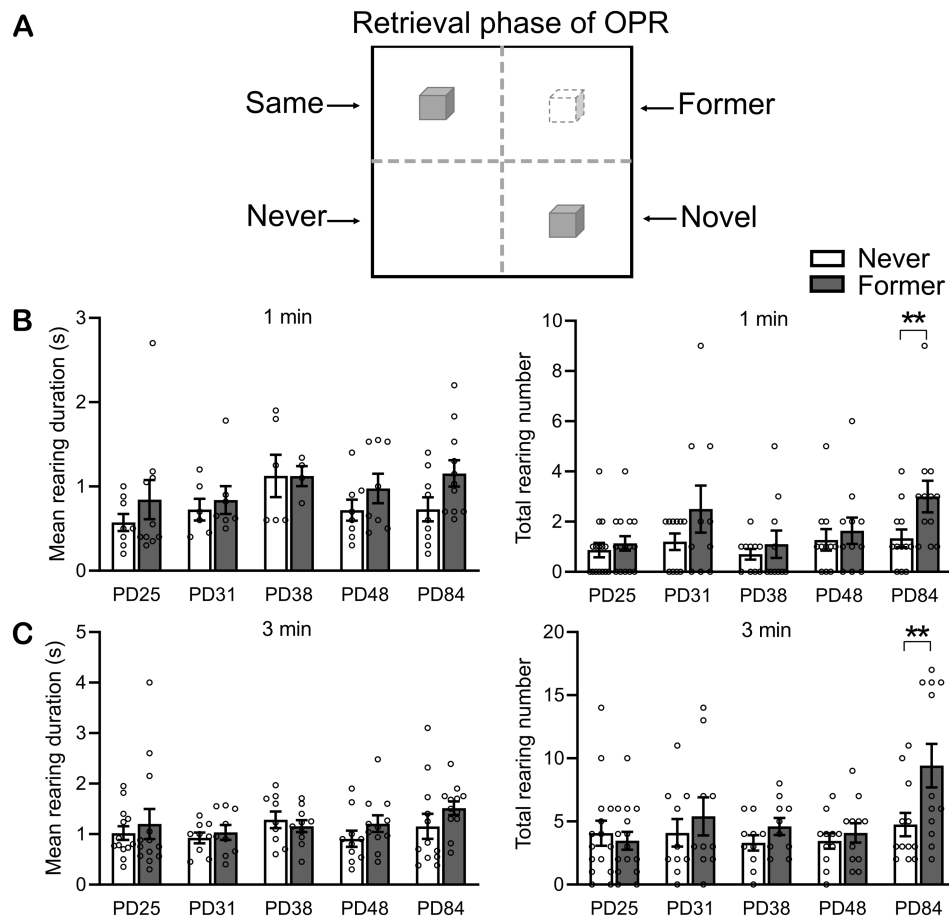 A
Retrieval phase of OPR
Same
Former
Never
Novel
Never
Former
B
1 min
Mean rearing duration (s)
3
2
1
0
PD25 PD31 PD38 PD48 PD84
1 min
**
Total rearing number
10
8
6
4
2
0
PD25 PD31 PD38 PD48 PD84
C
3 min
Mean rearing duration (s)
5
4
3
2
1
0
PD25 PD31 PD38 PD48 PD84
3 min
**
Total rearing number
20
15
10
5
0
PD25 PD31 PD38 PD48 PD84